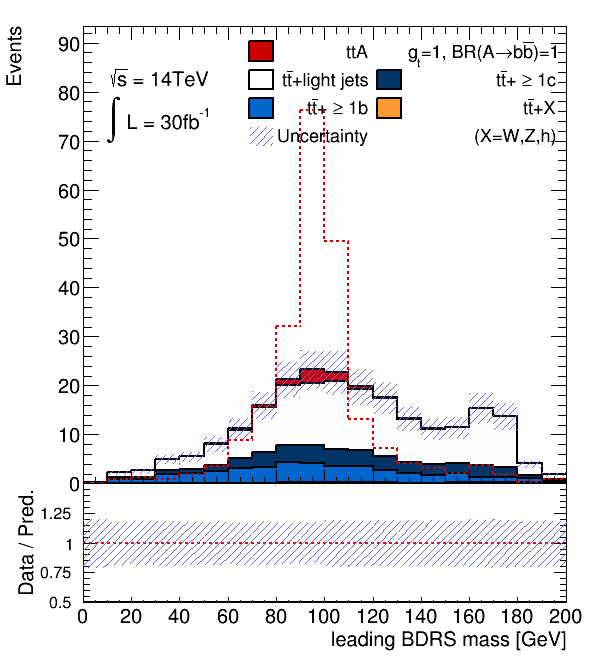 Events
90
80
70
60
50
40
30
20
10
0
√s = 14TeV
∫ L = 30fb⁻¹
ttA
g_t=1, BR(A→bb̅)=1
tt̅+light jets
tt̅+ ≥ 1c
tt̅+ ≥ 1b
tt̅+X
Uncertainty
(X=W,Z,h)
Data / Pred.
1.25
1
0.75
0.5
0 20 40 60 80 100 120 140 160 180 200
leading BDRS mass [GeV]